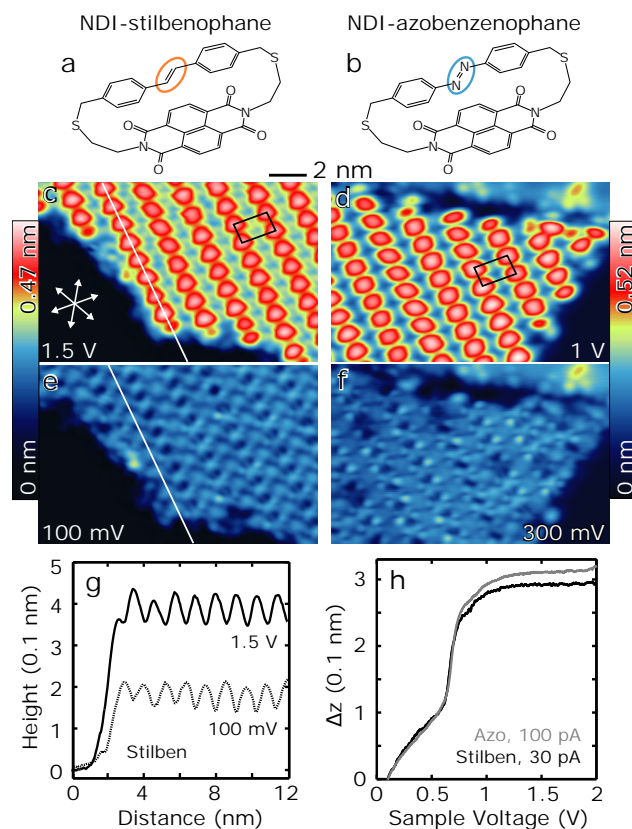 NDI-stilbenophane
NDI-azobenzenophane
a
S
S
N
N
O
O
O
O
b
N
N
S
S
N
N
O
O
O
O
2 nm
c
1.5 V
d
1 V
0.47 nm
0 nm
0.52 nm
0 nm
e
100 mV
f
300 mV
g
5
4
3
2
1
0
Height (0.1 nm)
1.5 V
100 mV
Stilben
0
4
8
12
Distance (nm)
h
3
2
1
0
Δz (0.1 nm)
Azo, 100 pA
Stilben, 30 pA
0
0.5
1
1.5
2
Sample Voltage (V)